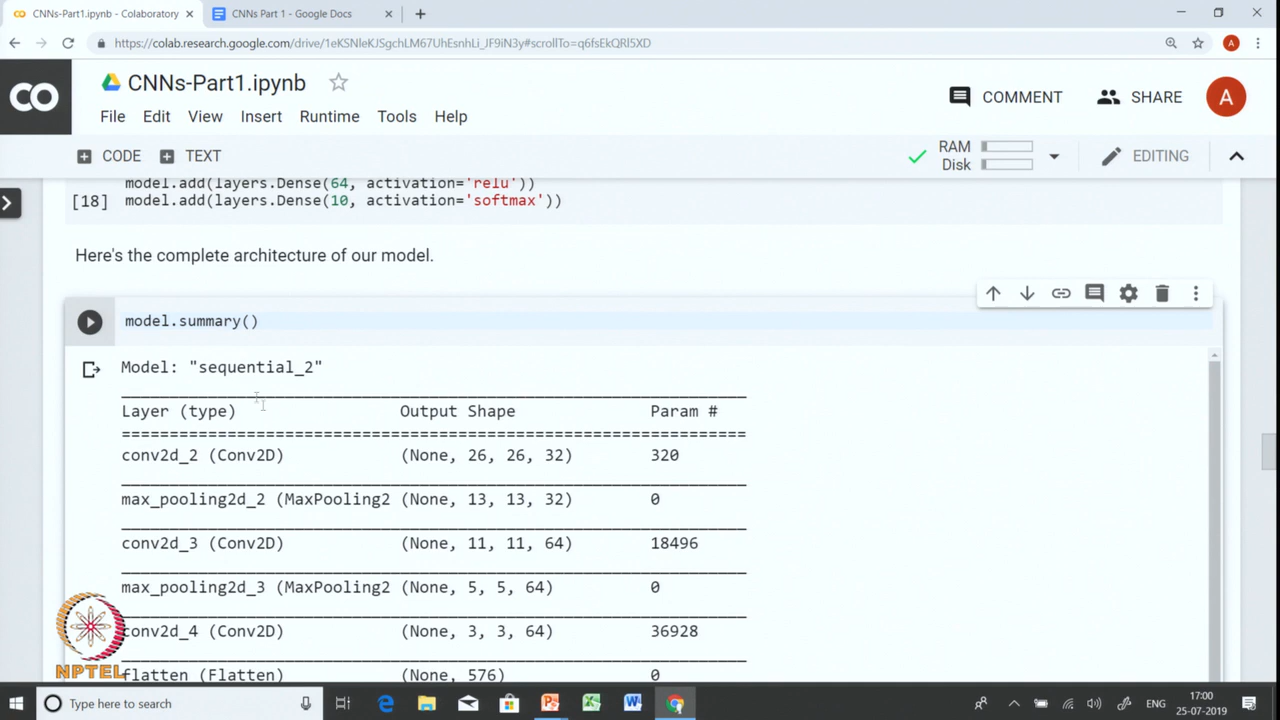 CNNs-Part1.ipynb - Colaboratory
CNNs Part 1 - Google Docs
https://colab.research.google.com/drive/1eKSNleKJSgchLM67UhEsnhLi_JF9iN3y#scrollTo=q6fsEkQRl5XD
A
CO
CNNs-Part1.ipynb
COMMENT
SHARE
A
File Edit View Insert Runtime Tools Help
CODE
TEXT
RAM
Disk
EDITING
model.add(layers.Dense(64, activation='relu'))
[18] model.add(layers.Dense(10, activation='softmax'))
Here's the complete architecture of our model.
model.summary()
Model: "sequential_2"
Layer (type) Output Shape Param #
conv2d_2 (Conv2D) (None, 26, 26, 32) 320
max_pooling2d_2 (MaxPooling2 (None, 13, 13, 32) 0
conv2d_3 (Conv2D) (None, 11, 11, 64) 18496
max_pooling2d_3 (MaxPooling2 (None, 5, 5, 64) 0
conv2d_4 (Conv2D) (None, 3, 3, 64) 36928
flatten (Flatten) (None, 576) 0
NPTEL
Type here to search
ENG
17:00
25-07-2019